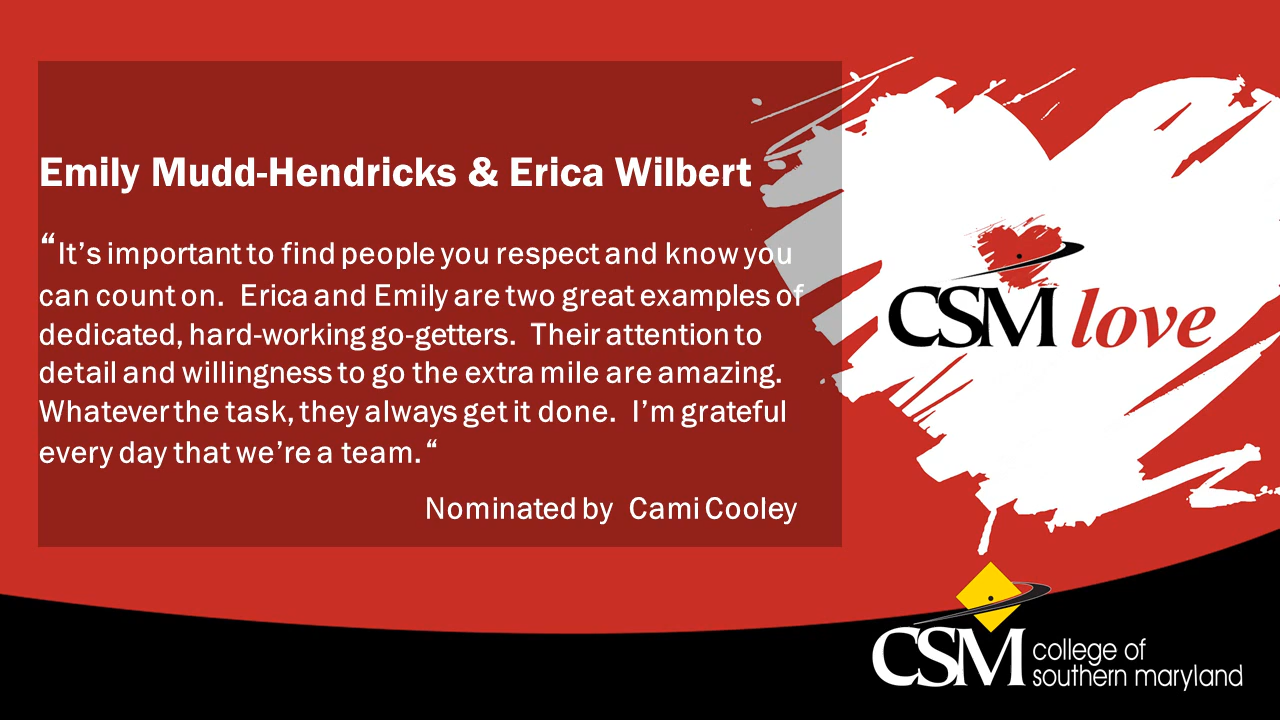 Emily Mudd-Hendricks & Erica Wilbert
“It’s important to find people you respect and know you
can count on.  Erica and Emily are two great examples of
dedicated, hard-working go-getters.  Their attention to
detail and willingness to go the extra mile are amazing.
Whatever the task, they always get it done.  I’m grateful
every day that we’re a team.“
Nominated by  Cami Cooley
CSM love
CSM college of
southern maryland